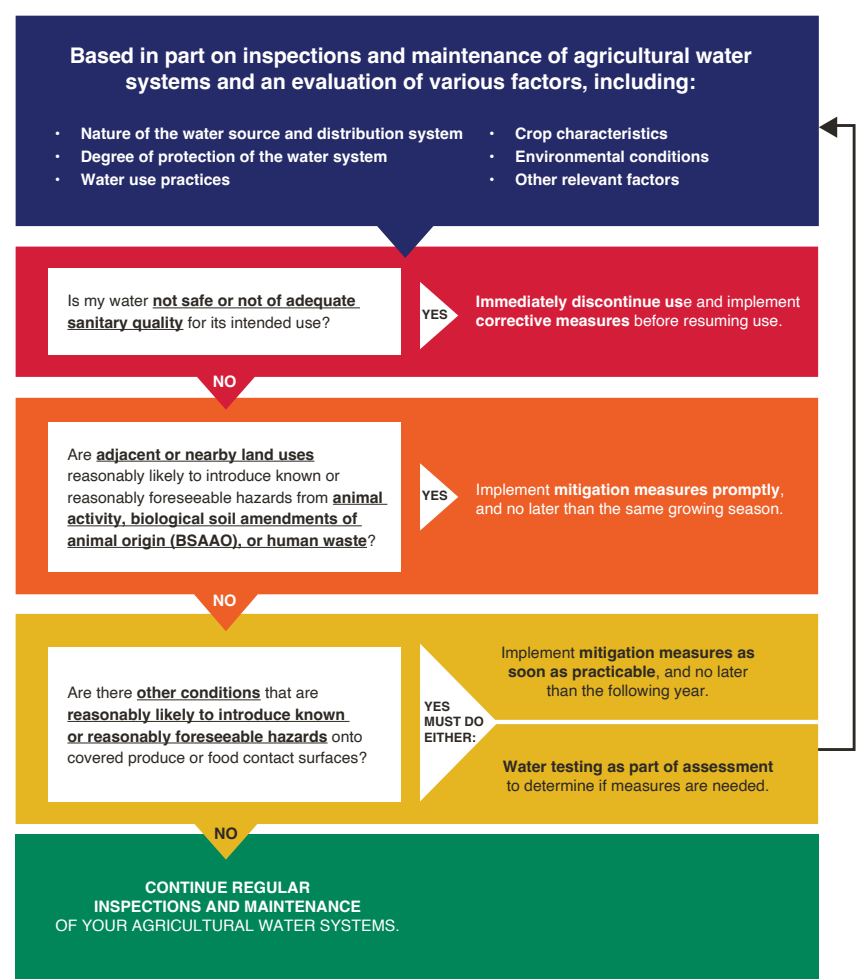 Based in part on inspections and maintenance of agricultural water
systems and an evaluation of various factors, including:
• Nature of the water source and distribution system
• Degree of protection of the water system
• Water use practices
• Crop characteristics
• Environmental conditions
• Other relevant factors
Is my water not safe or not of adequate
sanitary quality for its intended use?
YES
Immediately discontinue use and implement
corrective measures before resuming use.
NO
Are adjacent or nearby land uses
reasonably likely to introduce known or
reasonably foreseeable hazards from animal
activity, biological soil amendments of
animal origin (BSAAO), or human waste?
YES
Implement mitigation measures promptly,
and no later than the same growing season.
NO
Are there other conditions that are
reasonably likely to introduce known
or reasonably foreseeable hazards onto
covered produce or food contact surfaces?
YES
MUST DO
EITHER:
Implement mitigation measures as
soon as practicable, and no later
than the following year.
Water testing as part of assessment
to determine if measures are needed.
NO
CONTINUE REGULAR
INSPECTIONS AND MAINTENANCE
OF YOUR AGRICULTURAL WATER SYSTEMS.